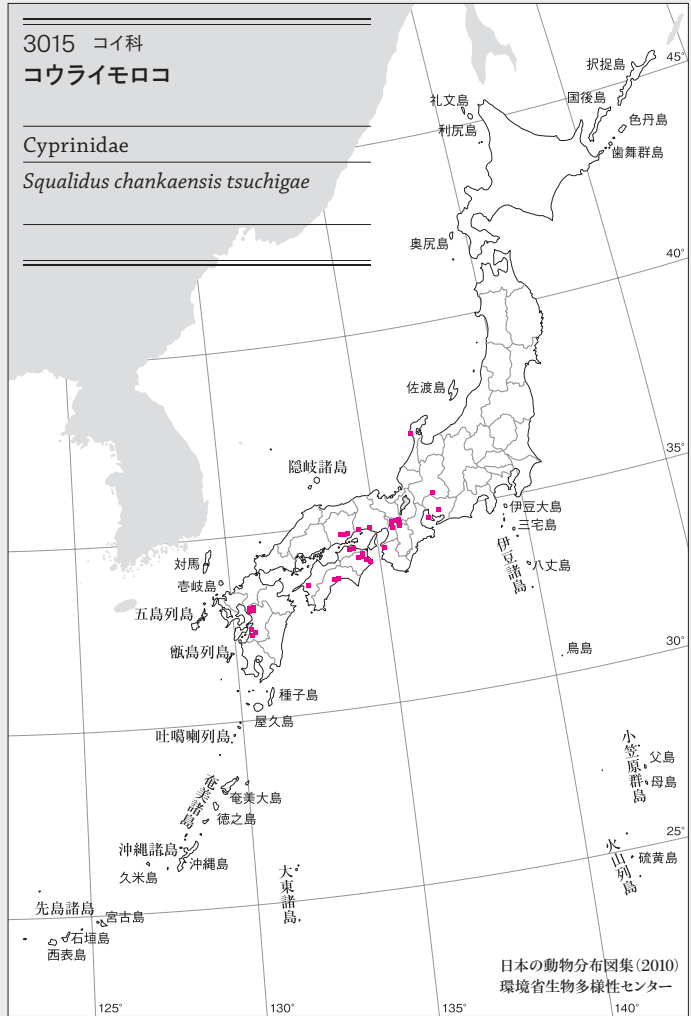 3015 コイ科
コウライモロコ
Cyprinidae
Squalidus chankaensis tsuchigae
択捉島
45°
国後島
礼文島
色丹島
利尻島
歯舞群島
奥尻島
40°
佐渡島
35°
隠岐諸島
伊豆大島
三宅島
伊豆諸島
八丈島
対馬
壱岐島
五島列島
甑島列島
鳥島
30°
種子島
屋久島
吐噶喇列島
小笠原群島
父島
母島
奄美諸島
奄美大島
徳之島
25°
沖縄諸島
沖縄島
久米島
火山列島
硫黄島
大東諸島
先島諸島
宮古島
石垣島
西表島
日本の動物分布図集(2010)
環境省生物多様性センター
125°
130°
135°
140°